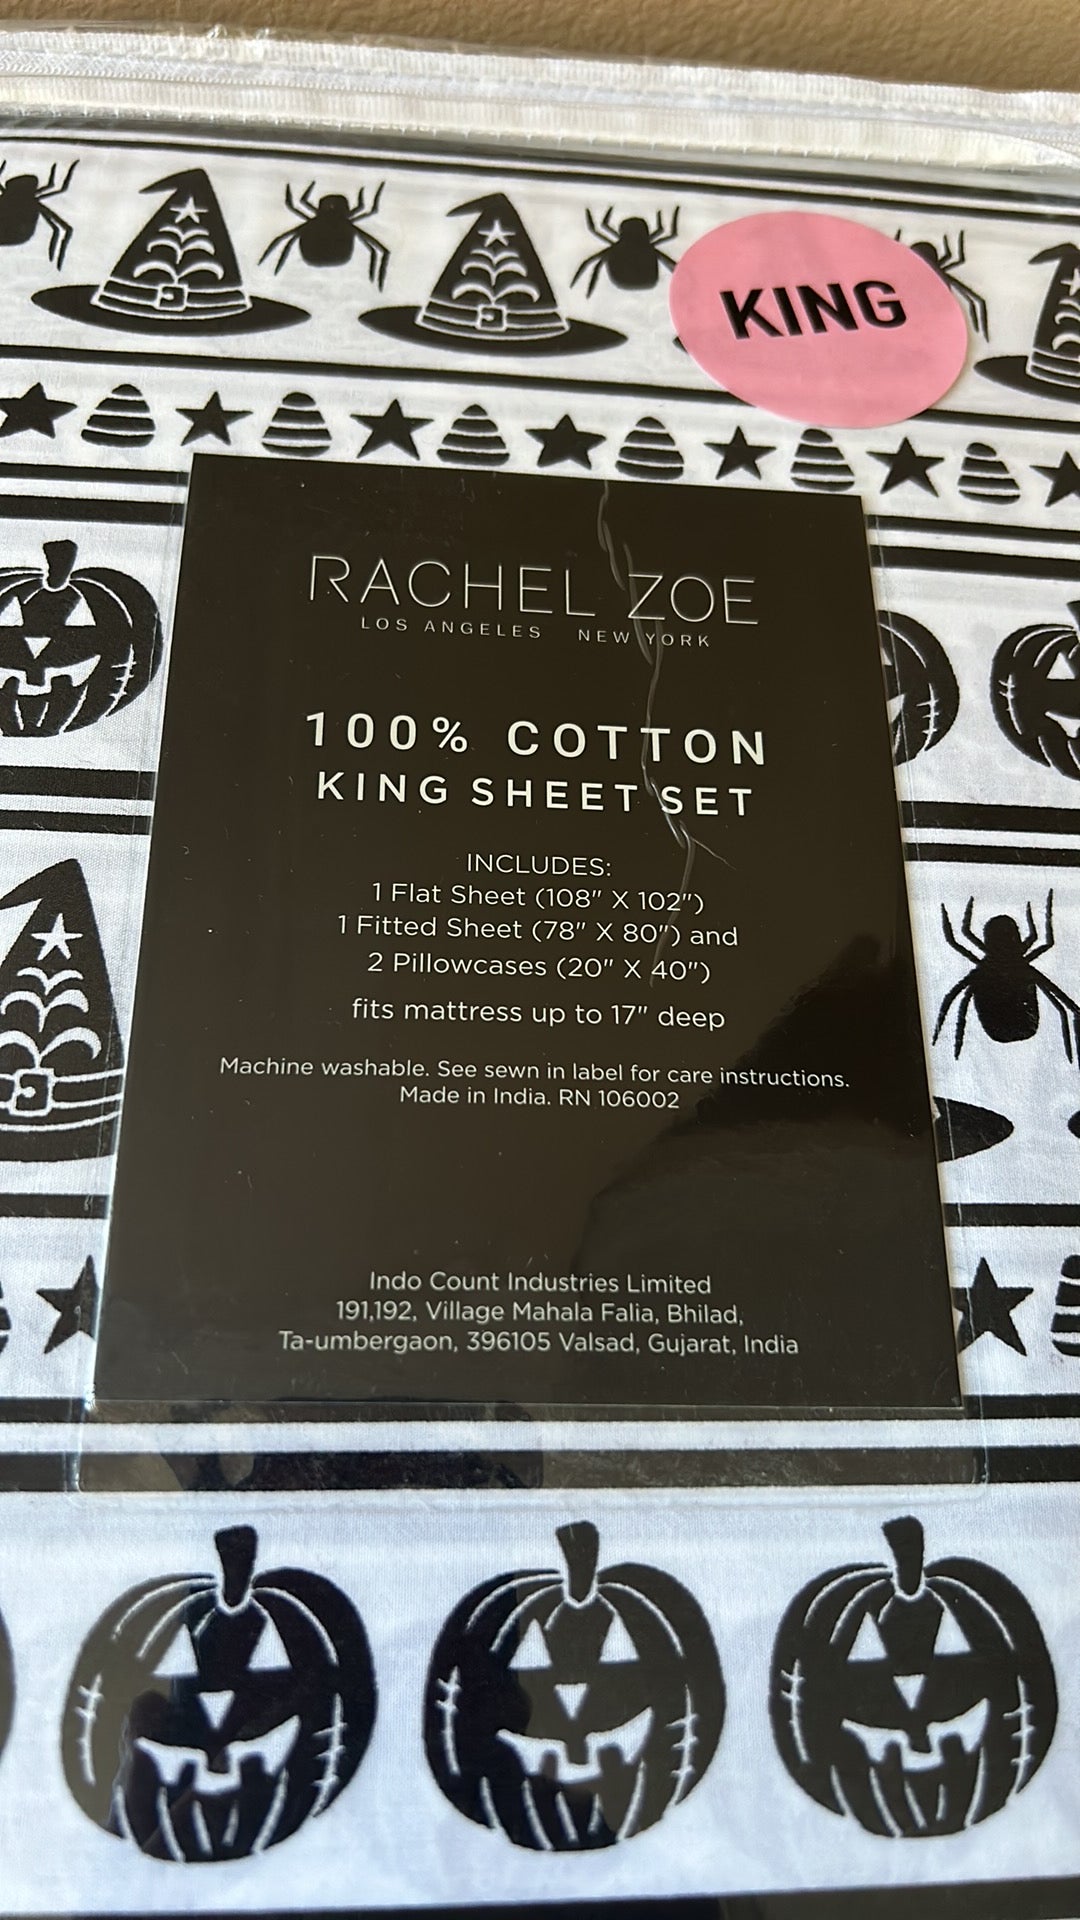 KING
RACHEL ZOE
LOS ANGELES NEW YORK
100% COTTON
KING SHEET SET
INCLUDES:
1 Flat Sheet (108" X 102")
1 Fitted Sheet (78" X 80") and
2 Pillowcases (20" X 40")
fits mattress up to 17" deep
Machine washable. See sewn in label for care instructions.
Made in India. RN 106002
Indo Count Industries Limited
191,192, Village Mahala Falia, Bhilad,
Ta-umbergaon, 396105 Valsad, Gujarat, India